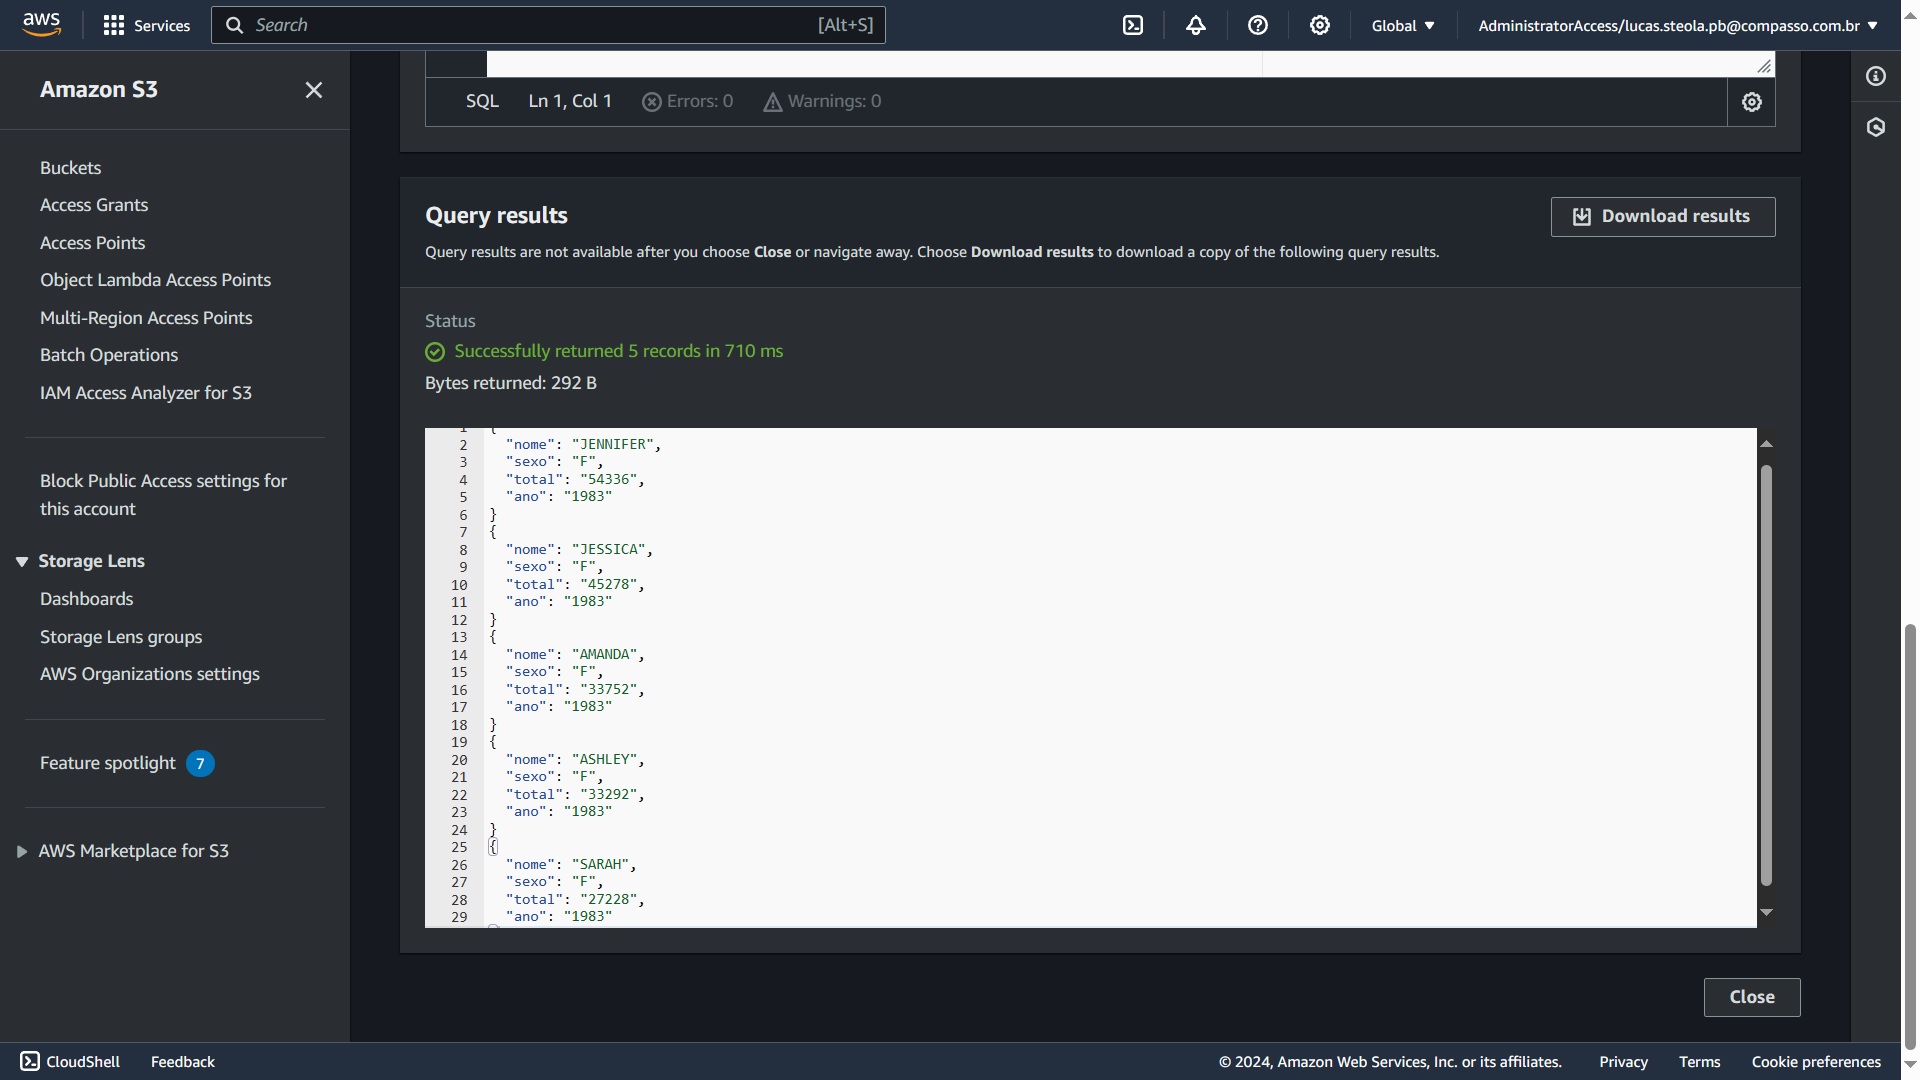 aws
Services
Search
[Alt+S]
Global
AdministratorAccess/lucas.steola.pb@compasso.com.br
Amazon S3
Buckets
Access Grants
Access Points
Object Lambda Access Points
Multi-Region Access Points
Batch Operations
IAM Access Analyzer for S3
Block Public Access settings for
this account
Storage Lens
Dashboards
Storage Lens groups
AWS Organizations settings
Feature spotlight 7
AWS Marketplace for S3
SQL Ln 1, Col 1 Errors: 0 Warnings: 0
Query results
Download results
Query results are not available after you choose Close or navigate away. Choose Download results to download a copy of the following query results.
Status
Successfully returned 5 records in 710 ms
Bytes returned: 292 B
1 {
2 "nome": "JENNIFER",
3 "sexo": "F",
4 "total": "54336",
5 "ano": "1983"
6 }
7 {
8 "nome": "JESSICA",
9 "sexo": "F",
10 "total": "45278",
11 "ano": "1983"
12 }
13 {
14 "nome": "AMANDA",
15 "sexo": "F",
16 "total": "33752",
17 "ano": "1983"
18 }
19 {
20 "nome": "ASHLEY",
21 "sexo": "F",
22 "total": "33292",
23 "ano": "1983"
24 }
25 {
26 "nome": "SARAH",
27 "sexo": "F",
28 "total": "27228",
29 "ano": "1983"
Close
CloudShell Feedback
© 2024, Amazon Web Services, Inc. or its affiliates. Privacy Terms Cookie preferences